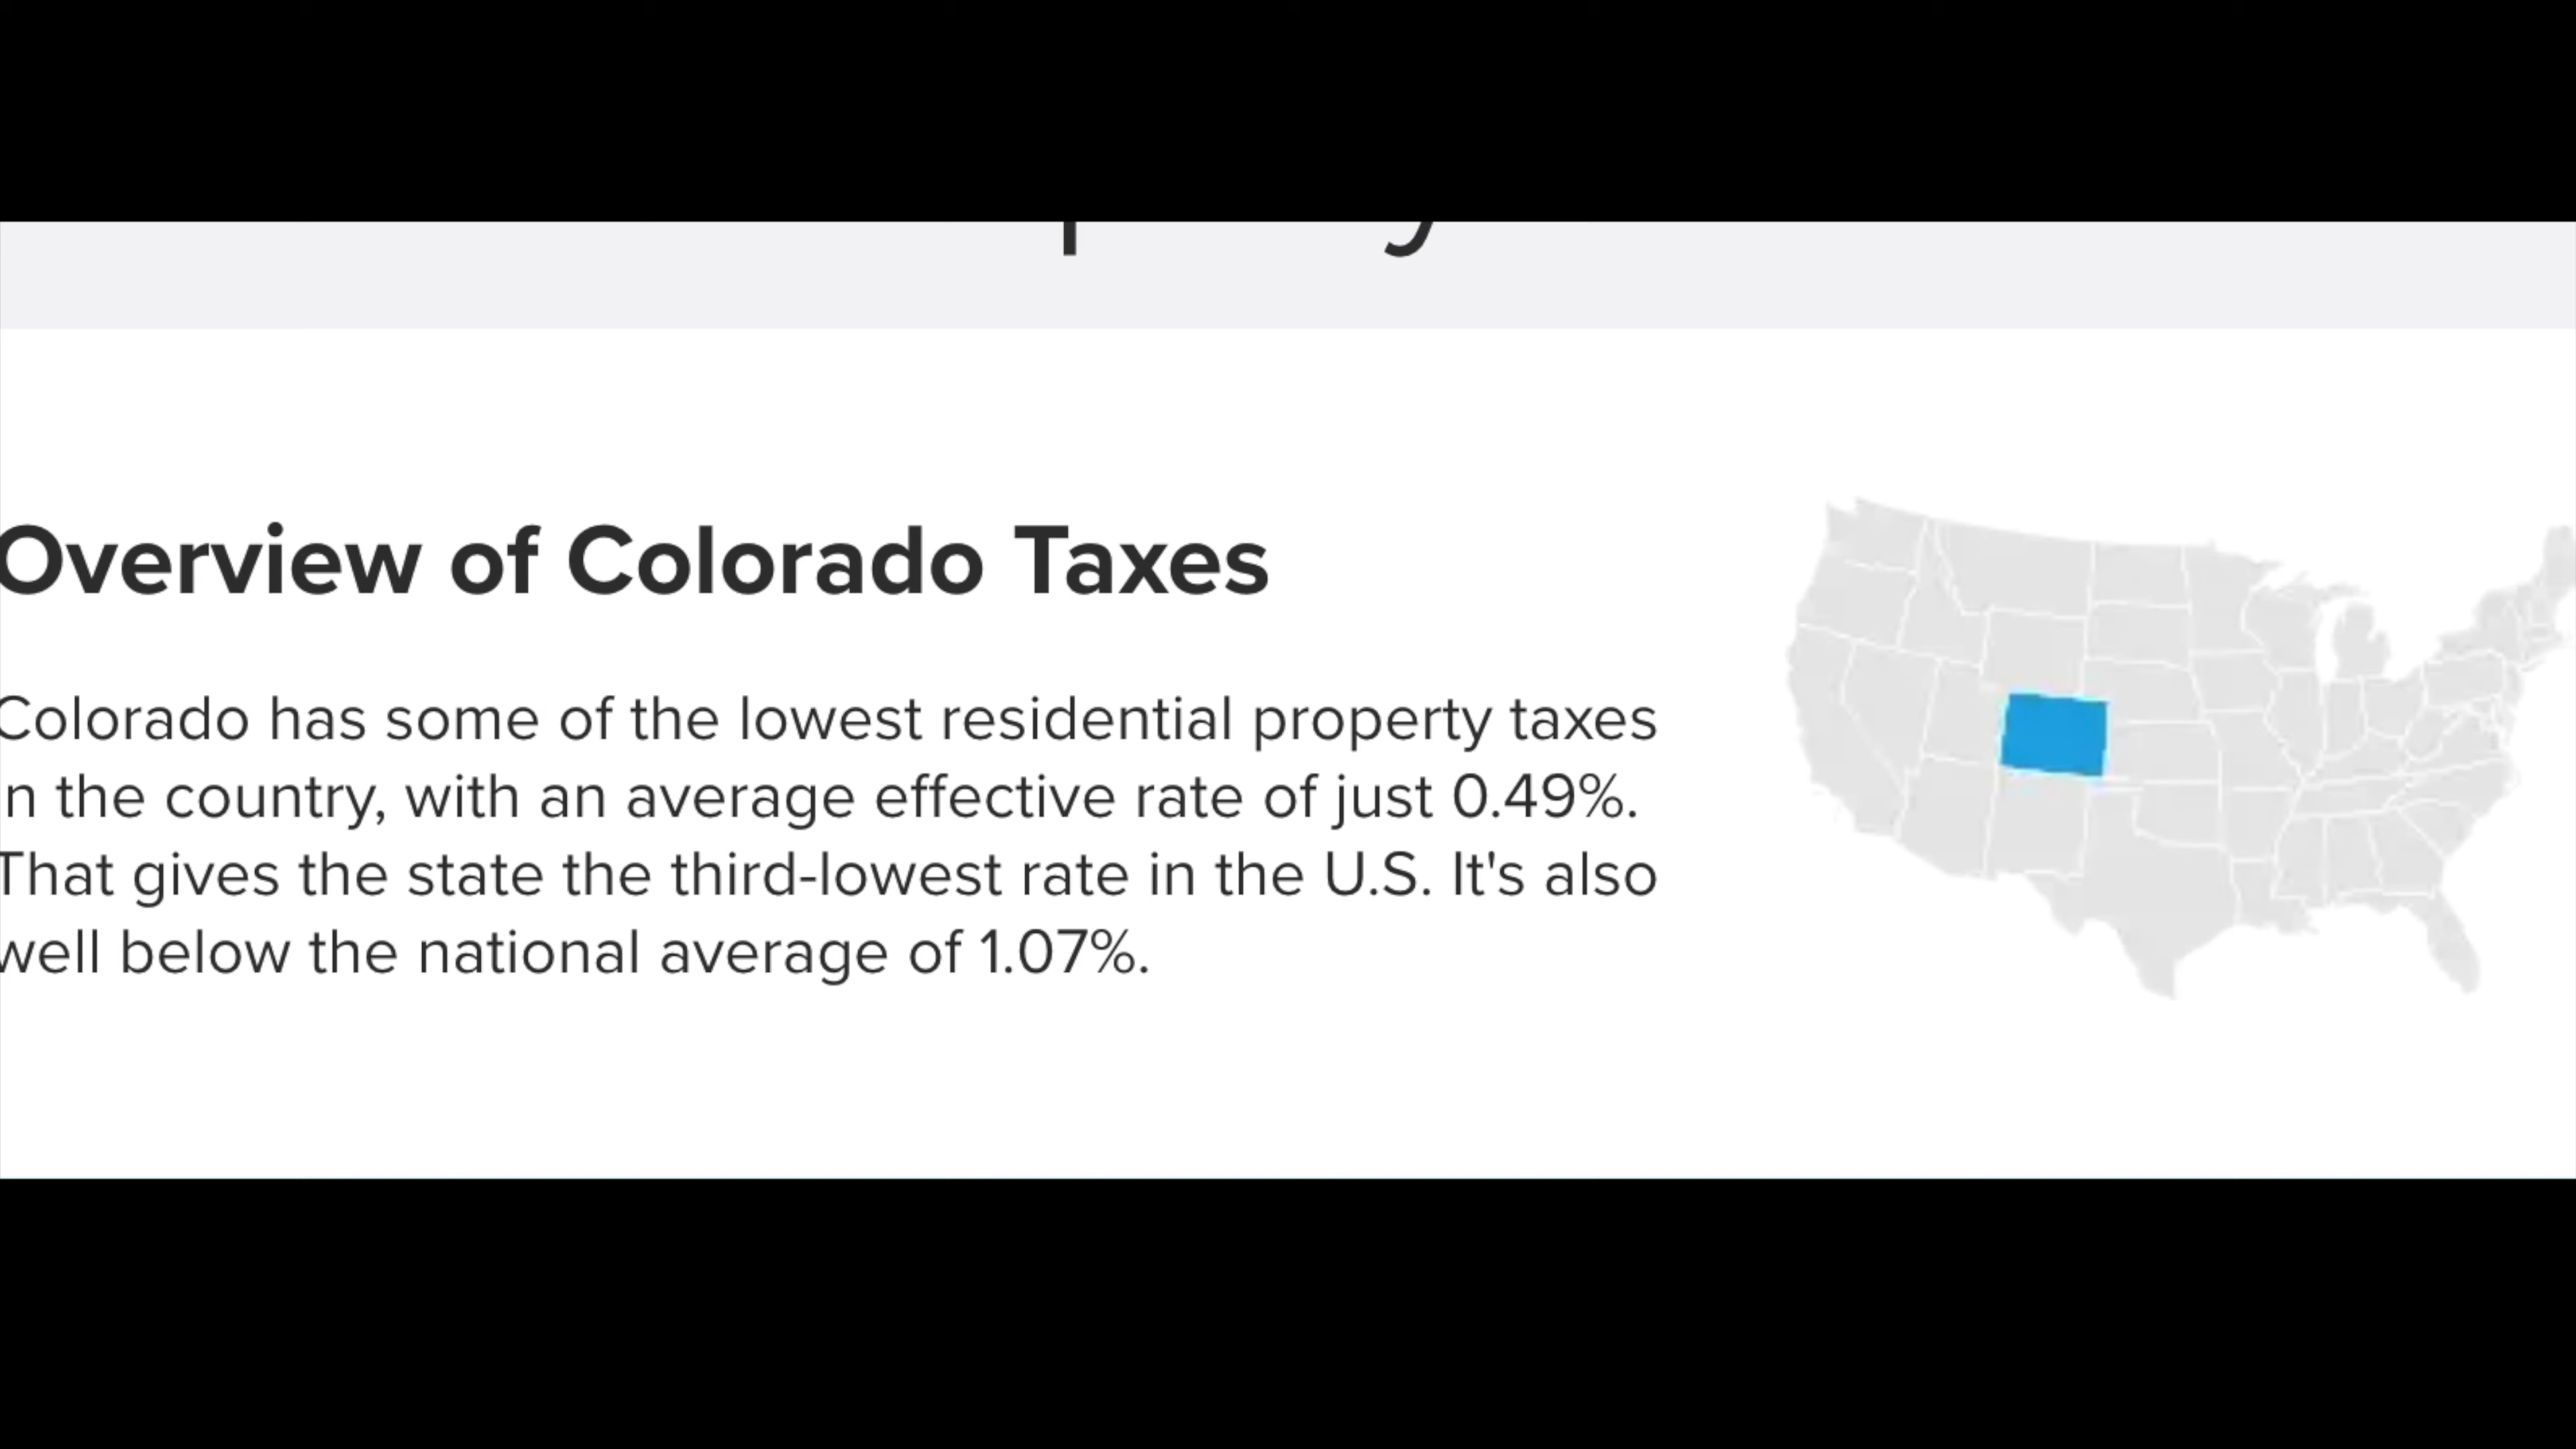 Overview of Colorado Taxes
Colorado has some of the lowest residential property taxes
in the country, with an average effective rate of just 0.49%.
That gives the state the third-lowest rate in the U.S. It's also
well below the national average of 1.07%.